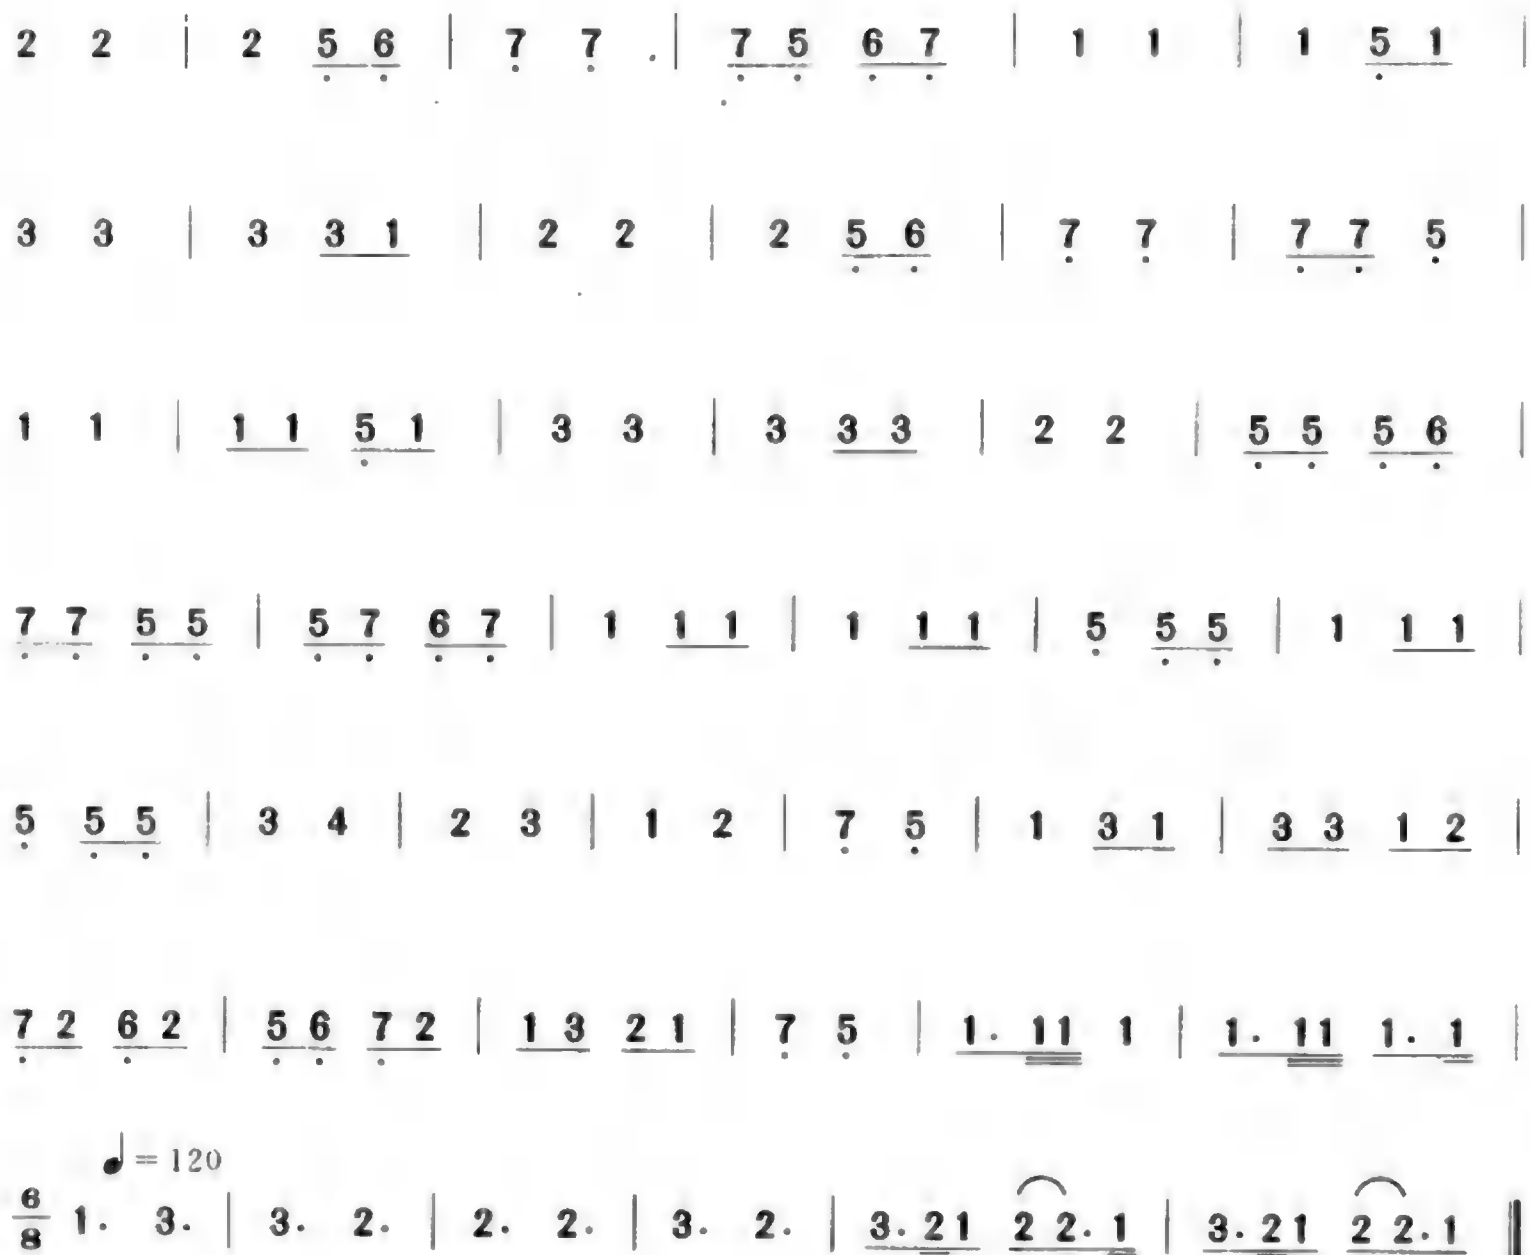 2 2 | 2 5̣ 6̣ | 7̣ 7̣ | 7̣ 5̣ 6̣ 7̣ | 1 1 | 1 5̣ 1 |
3 3 | 3 3 1 | 2 2 | 2 5̣ 6̣ | 7̣ 7̣ | 7̣ 7̣ 5̣ |
1 1 | 1 1 5̣ 1 | 3 3 | 3 3 3 | 2 2 | 5̣ 5̣ 5̣ 6̣ |
7̣ 7̣ 5̣ 5̣ | 5̣ 7̣ 6̣ 7̣ | 1 1 1 | 1 1 1 | 5̣ 5̣ 5̣ | 1 1 1 |
5̣ 5̣ 5̣ | 3 4 | 2 3 | 1 2 | 7̣ 5̣ | 1 3 1 | 3 3 1 2 |
7̣ 2 6̣ 2 | 5̣ 6̣ 7̣ 2 | 1 3 2 1 | 7̣ 5̣ | 1. 11 1 | 1. 11 1. 1 |
♩ = 120
6/8 1. 3. | 3. 2. | 2. 2. | 3. 2. | 3. 21 2 2. 1 | 3. 21 2 2. 1 ‖